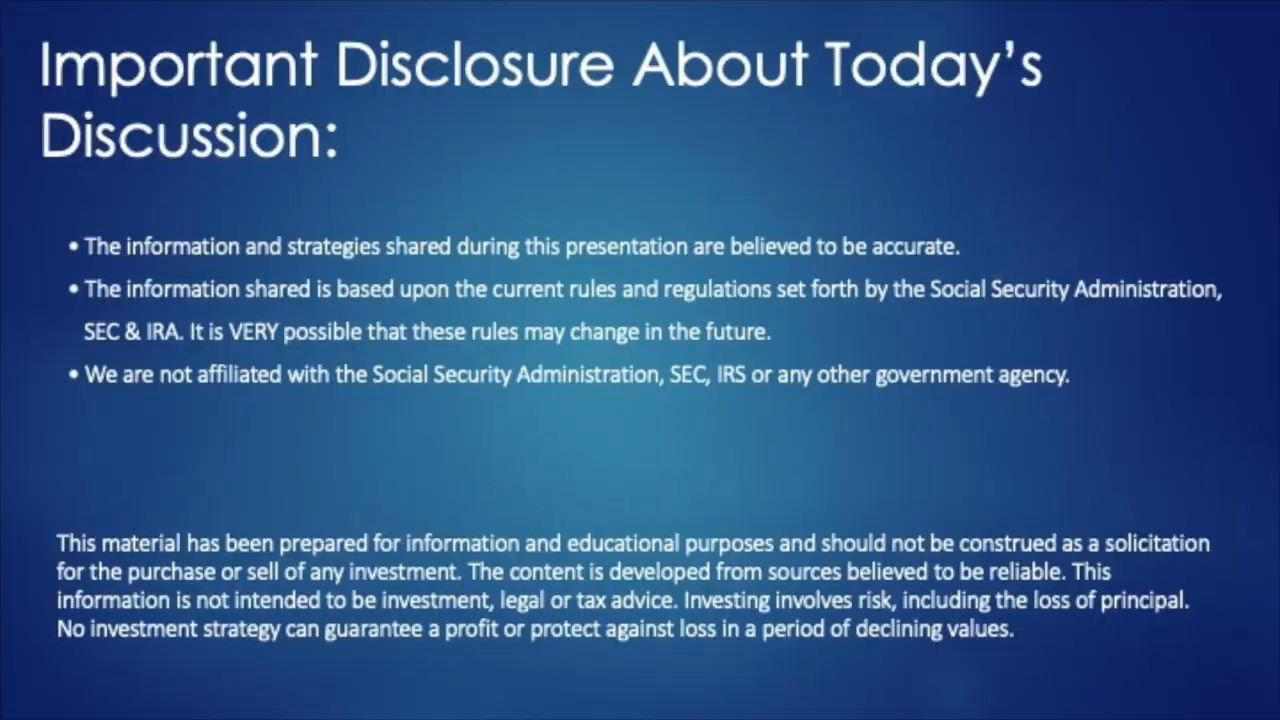 Important Disclosure About Today’s
Discussion:
• The information and strategies shared during this presentation are believed to be accurate.
• The information shared is based upon the current rules and regulations set forth by the Social Security Administration,
SEC & IRA. It is VERY possible that these rules may change in the future.
• We are not affiliated with the Social Security Administration, SEC, IRS or any other government agency.
This material has been prepared for information and educational purposes and should not be construed as a solicitation
for the purchase or sell of any investment. The content is developed from sources believed to be reliable. This
information is not intended to be investment, legal or tax advice. Investing involves risk, including the loss of principal.
No investment strategy can guarantee a profit or protect against loss in a period of declining values.